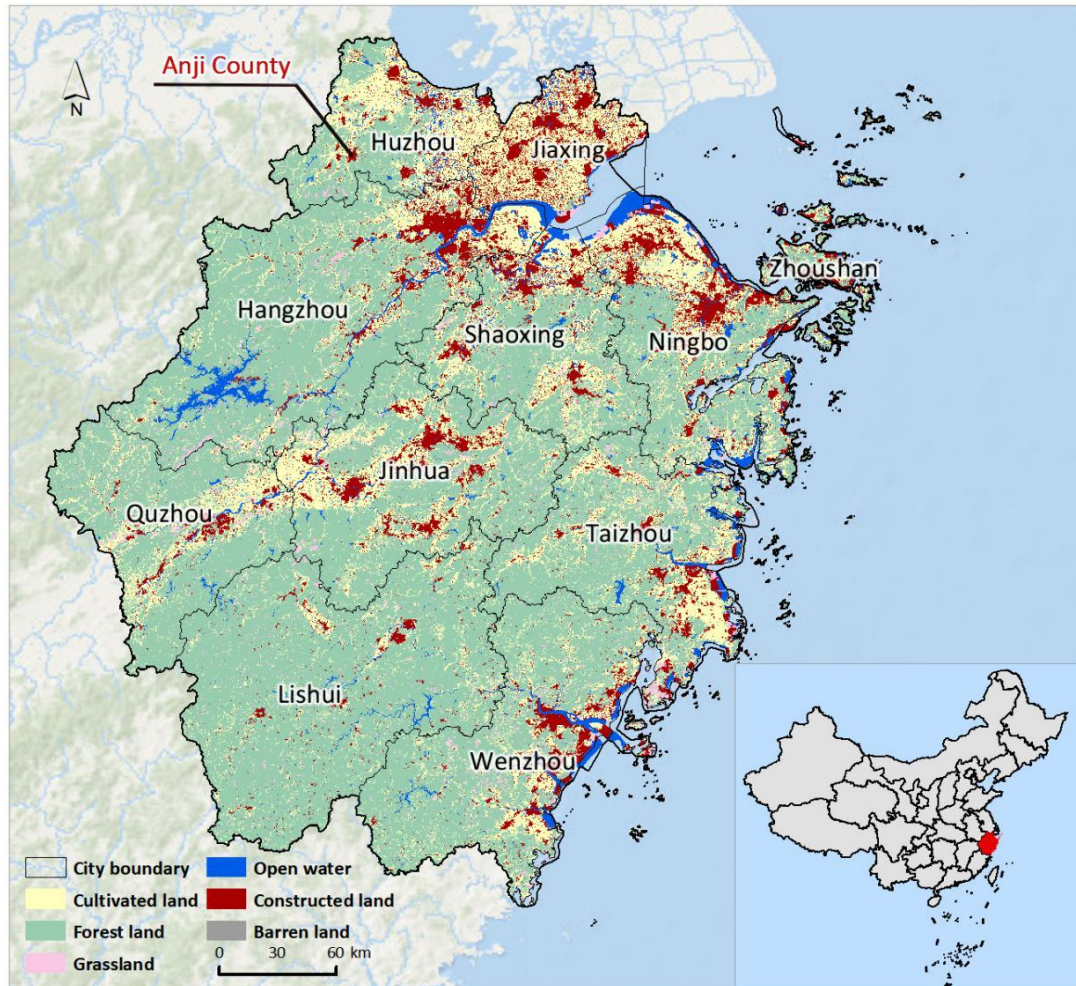 Anji County
N
Huzhou
Jiaxing
Zhoushan
Hangzhou
Shaoxing
Ningbo
Jinhua
Quzhou
Taizhou
Lishui
Wenzhou
City boundary
Open water
Cultivated land
Constructed land
Forest land
Barren land
Grassland
0 30 60 km